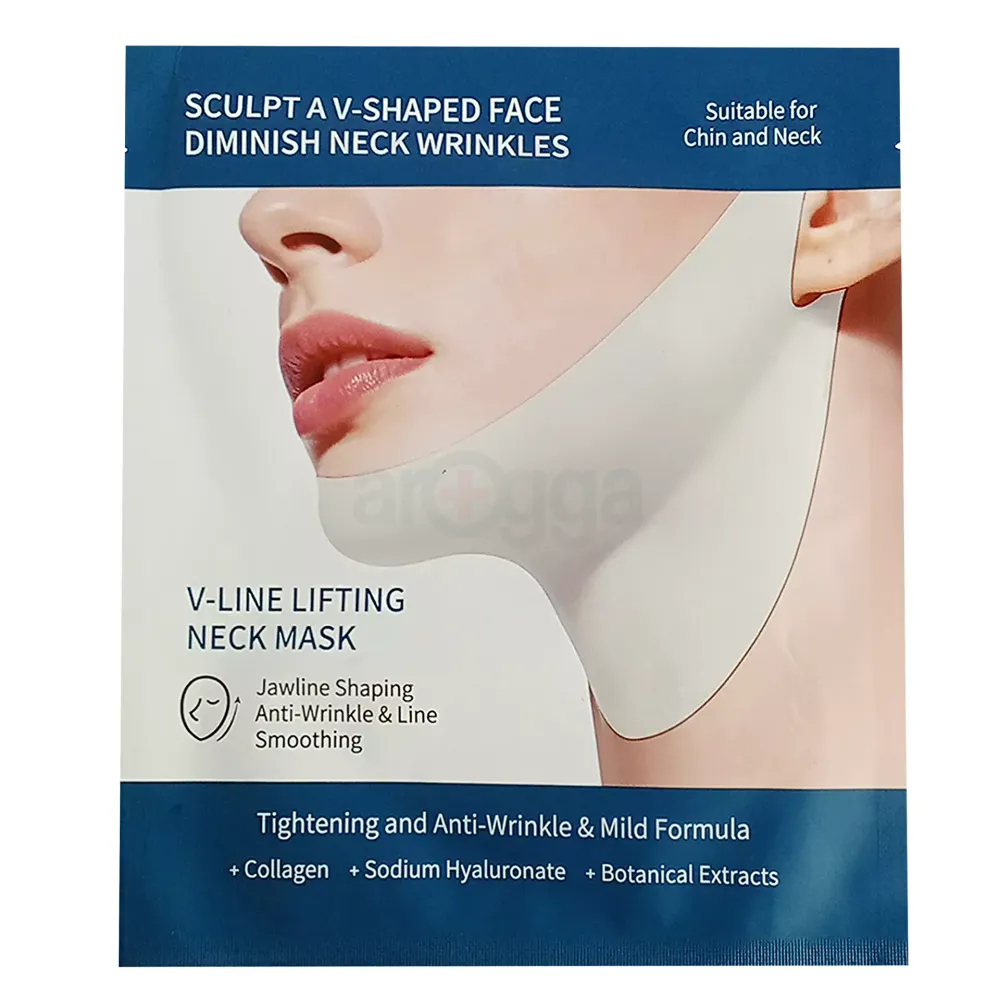 SCULPT A V-SHAPED FACE
DIMINISH NECK WRINKLES
Suitable for
Chin and Neck
arogga
V-LINE LIFTING
NECK MASK
Jawline Shaping
Anti-Wrinkle & Line
Smoothing
Tightening and Anti-Wrinkle & Mild Formula
+ Collagen + Sodium Hyaluronate + Botanical Extracts